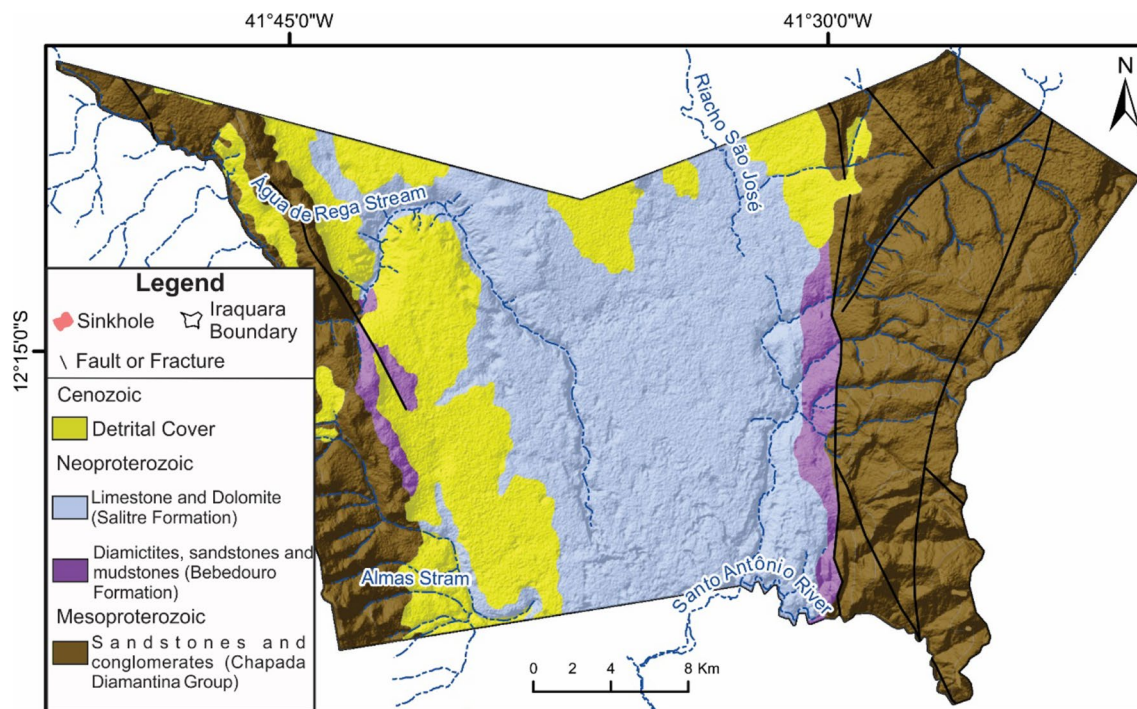 41°45'0"W
41°30'0"W
N
Riacho São José
Água de Rega Stream
12°15'0"S
Legend
Sinkhole
Iraquara
Boundary
\ Fault or Fracture
Cenozoic
Detrital Cover
Neoproterozoic
Limestone and Dolomite
(Salitre Formation)
Diamictites, sandstones and
mudstones (Bebedouro
Formation)
Mesoproterozoic
Sandstones and
conglomerates (Chapada
Diamantina Group)
Almas Stram
Santo Antônio River
0 2 4 8 Km